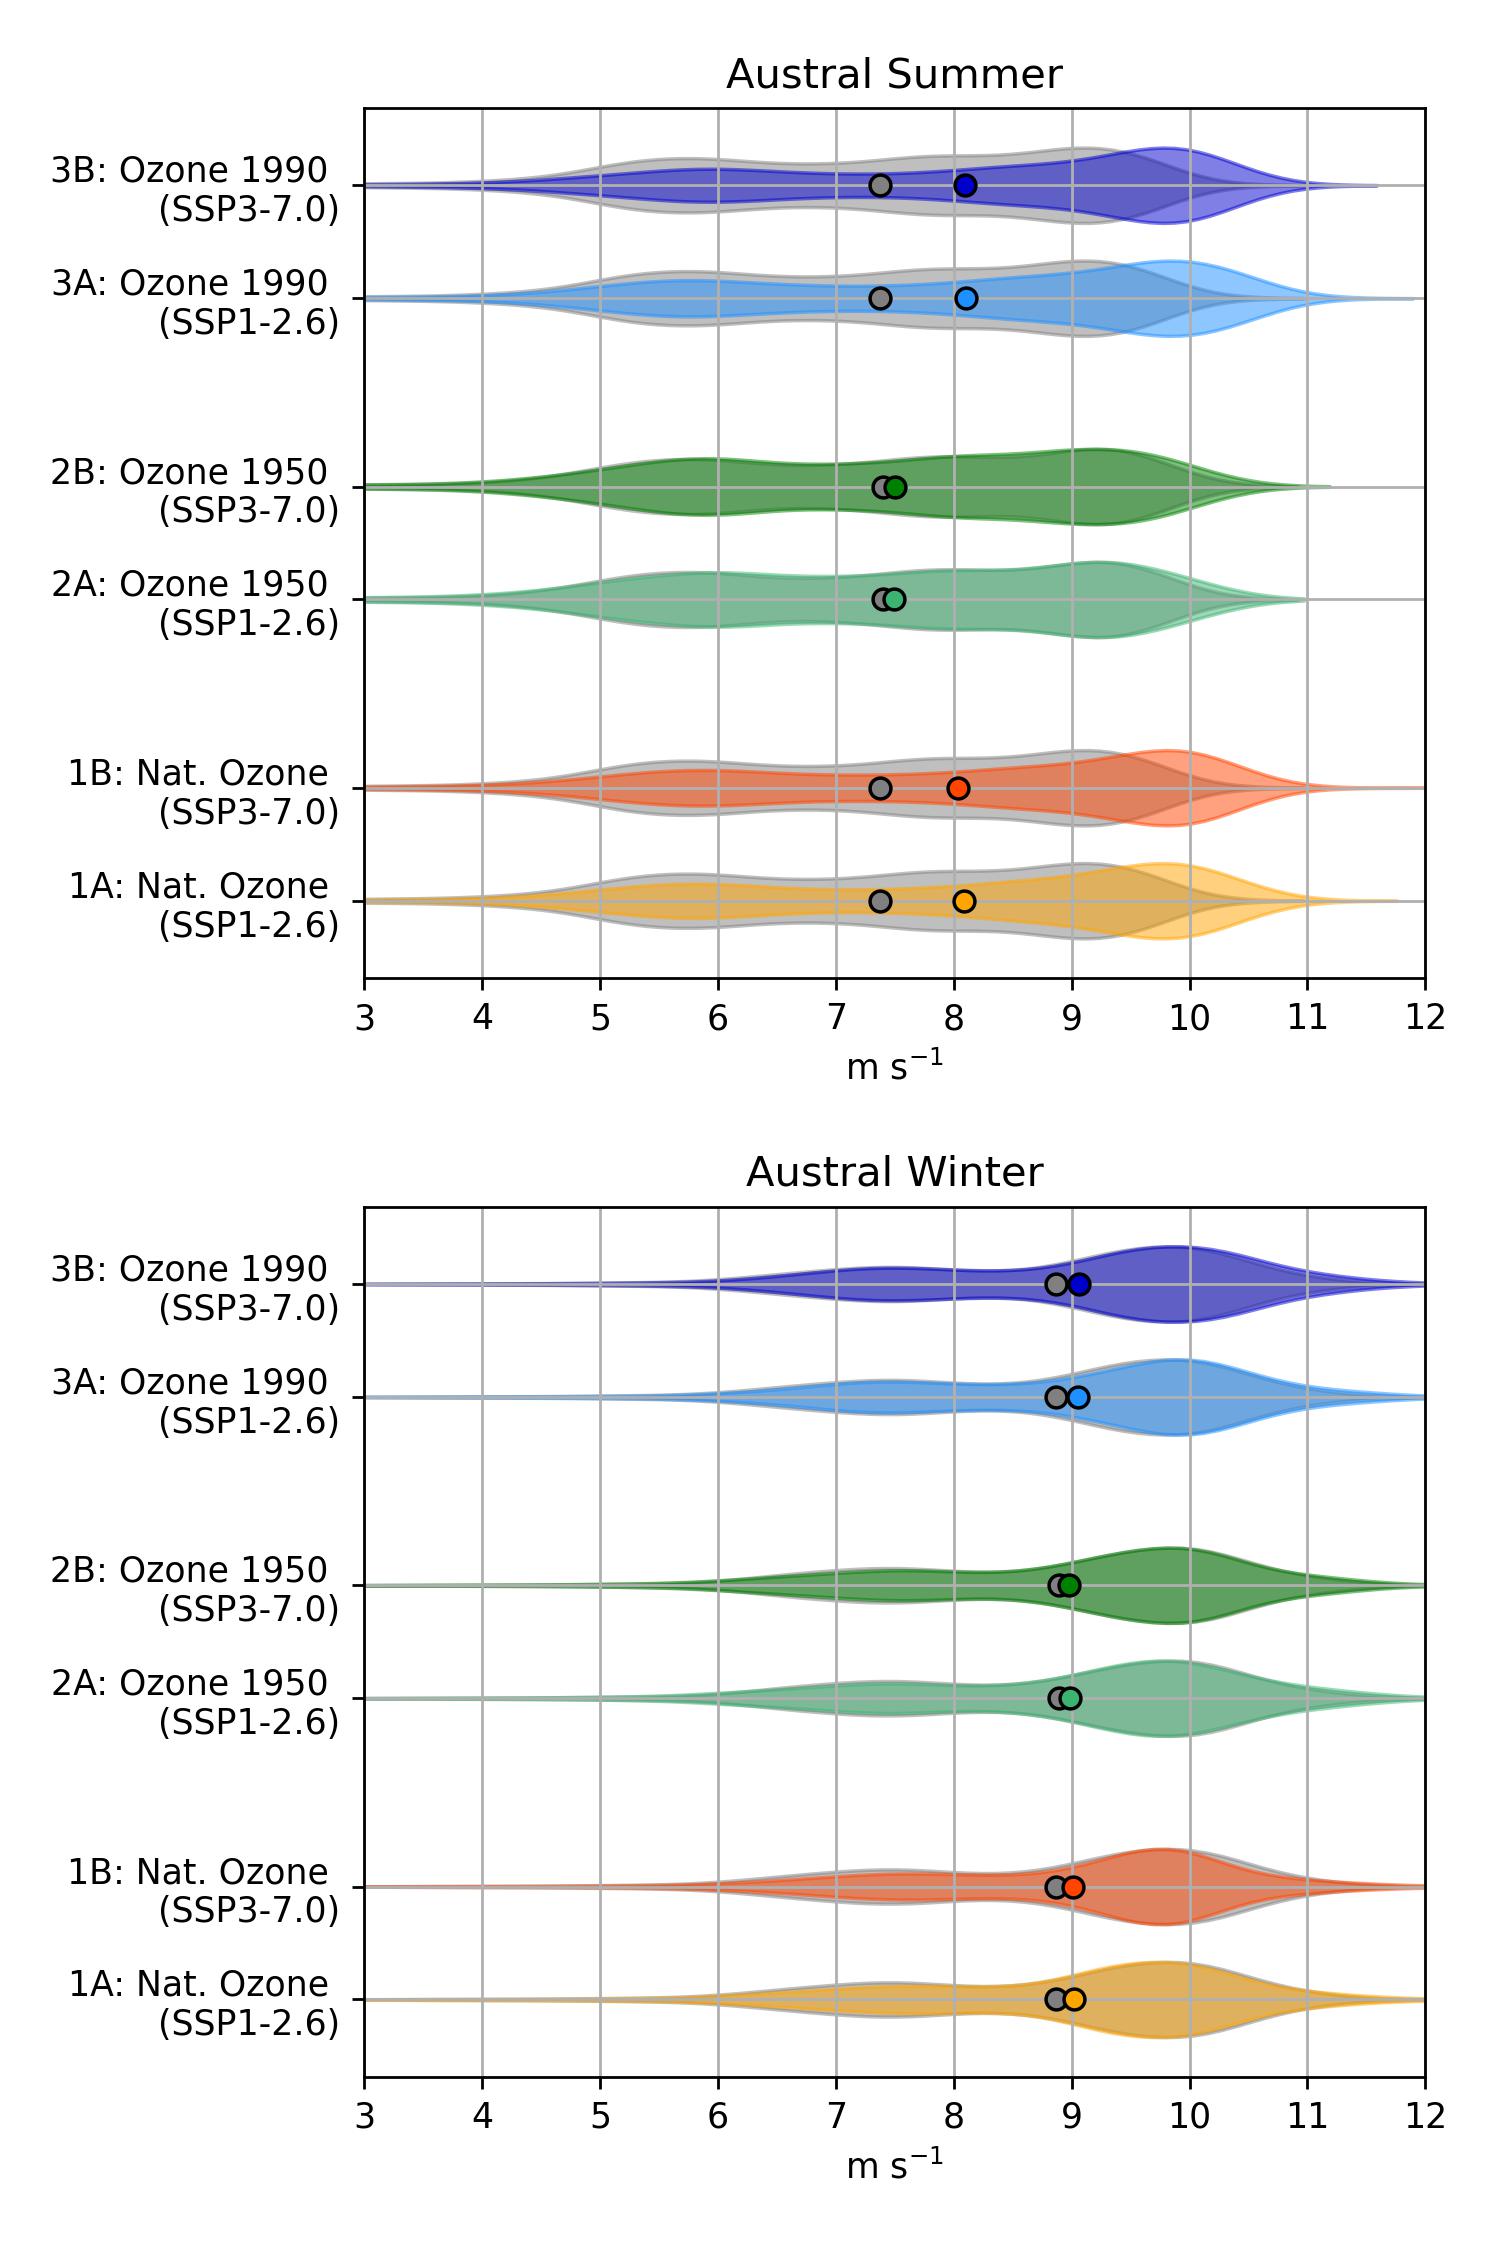 Austral Summer
3B: Ozone 1990
(SSP3-7.0)
3A: Ozone 1990
(SSP1-2.6)
2B: Ozone 1950
(SSP3-7.0)
2A: Ozone 1950
(SSP1-2.6)
1B: Nat. Ozone
(SSP3-7.0)
1A: Nat. Ozone
(SSP1-2.6)
3 4 5 6 7 8 9 10 11 12
m s⁻¹
Austral Winter
3B: Ozone 1990
(SSP3-7.0)
3A: Ozone 1990
(SSP1-2.6)
2B: Ozone 1950
(SSP3-7.0)
2A: Ozone 1950
(SSP1-2.6)
1B: Nat. Ozone
(SSP3-7.0)
1A: Nat. Ozone
(SSP1-2.6)
3 4 5 6 7 8 9 10 11 12
m s⁻¹